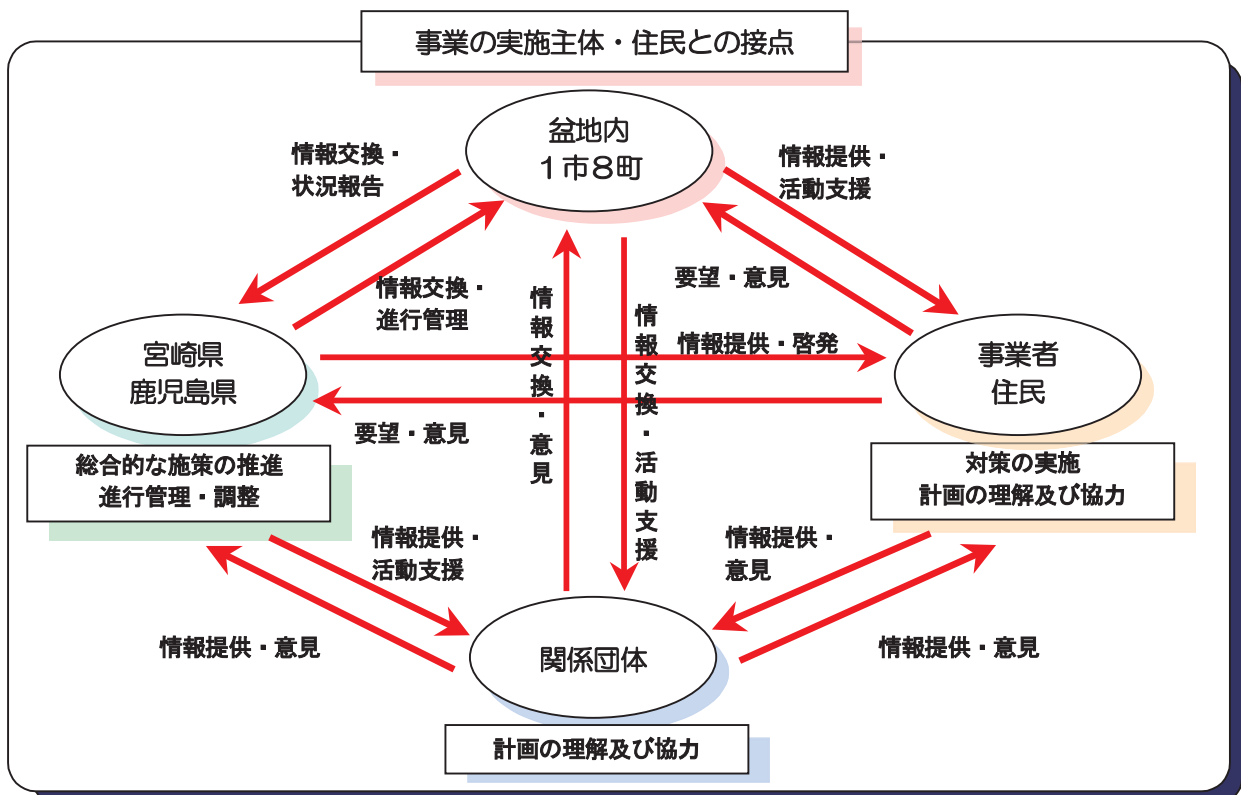 事業の実施主体・住民との接点
盆地内
1市8町
情報交換・
状況報告
情報提供・
活動支援
情報交換・
進行管理
要望・意見
情報交換・意見
情報交換・活動支援
宮崎県
鹿児島県
情報提供・啓発
事業者
住民
要望・意見
総合的な施策の推進
進行管理・調整
対策の実施
計画の理解及び協力
情報提供・
活動支援
情報提供・
意見
情報提供・意見
関係団体
情報提供・意見
計画の理解及び協力